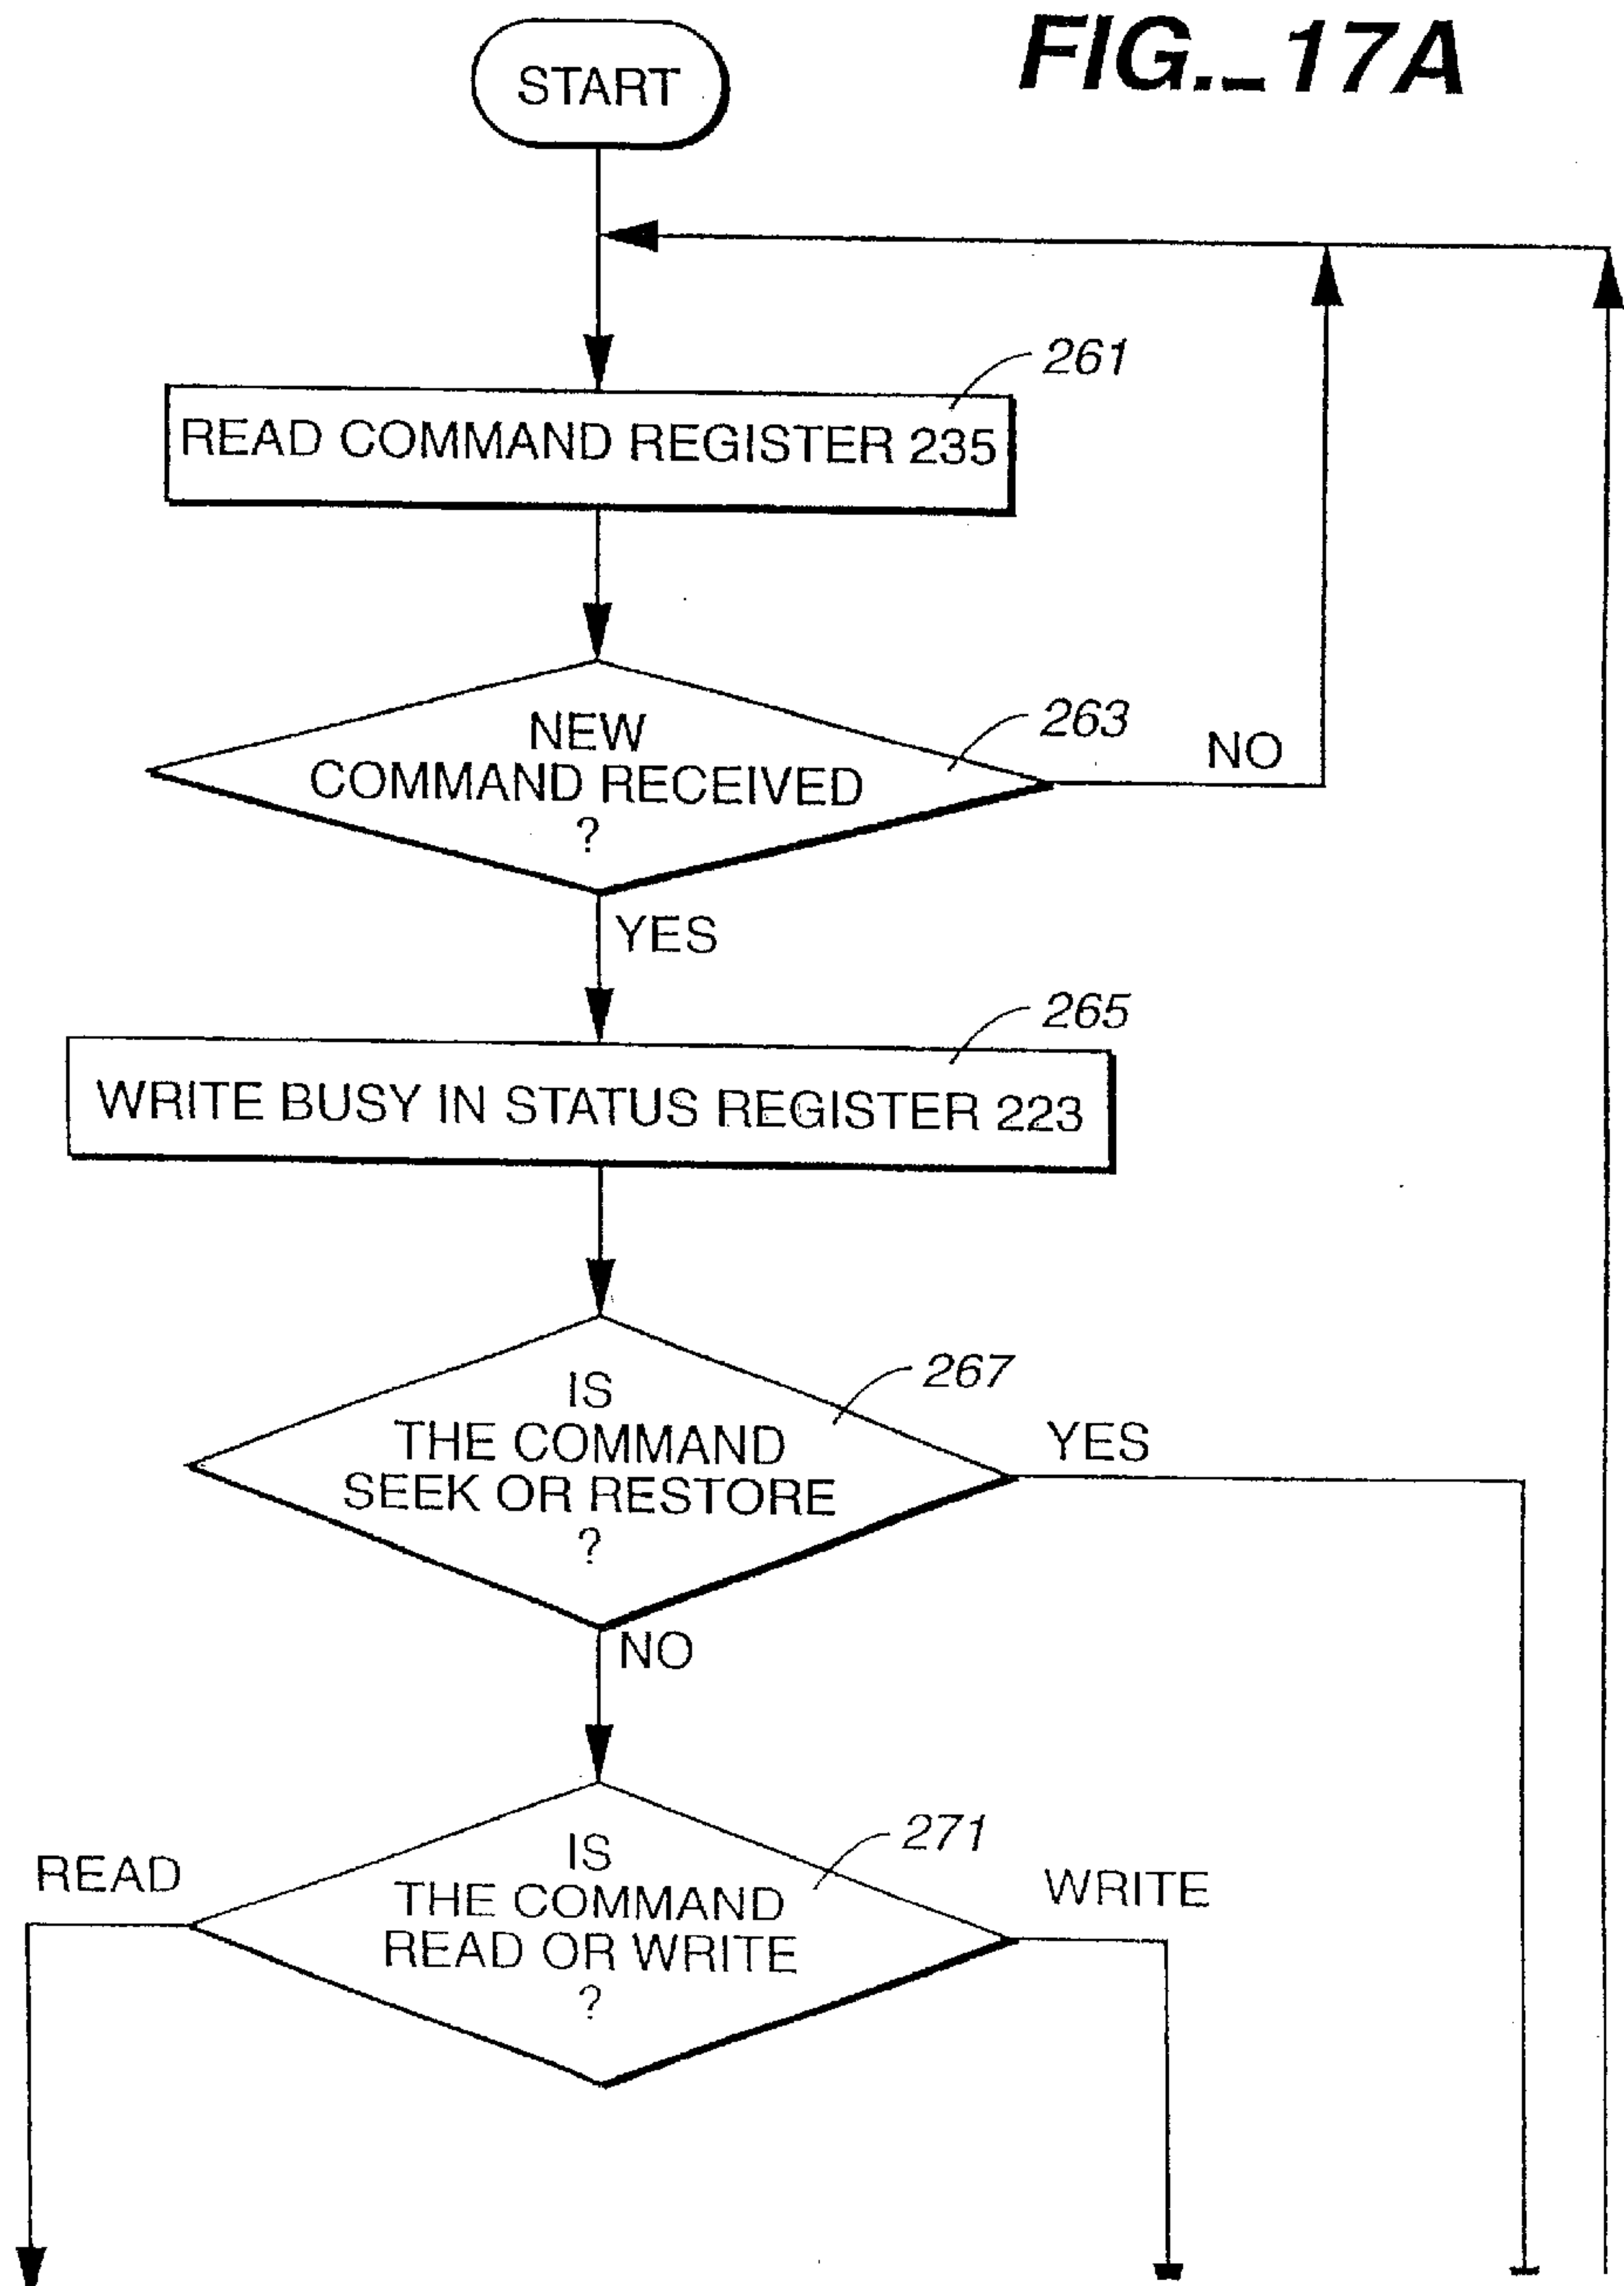 FIG._17A
START
261
READ COMMAND REGISTER 235
263
NEW
COMMAND RECEIVED
?
NO
YES
265
WRITE BUSY IN STATUS REGISTER 223
267
IS
THE COMMAND
SEEK OR RESTORE
?
YES
NO
271
READ
IS
THE COMMAND
READ OR WRITE
?
WRITE